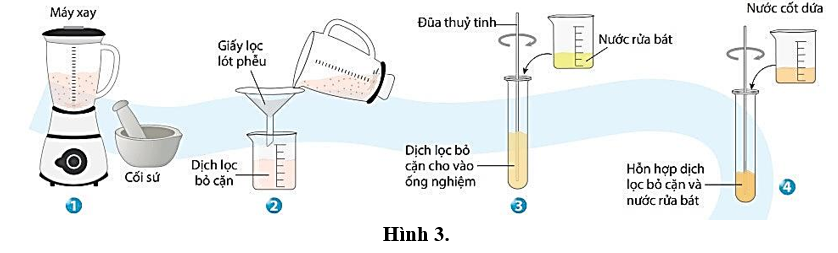 Máy xay
Cối sứ
1
Giấy lọc
lót phễu
Dịch lọc
bỏ cặn
2
Đũa thuỷ tinh
Nước rửa bát
Dịch lọc bỏ
cặn cho vào
ống nghiệm
3
Nước cốt dứa
Hỗn hợp dịch
lọc bỏ cặn và
nước rửa bát
4
Hình 3.